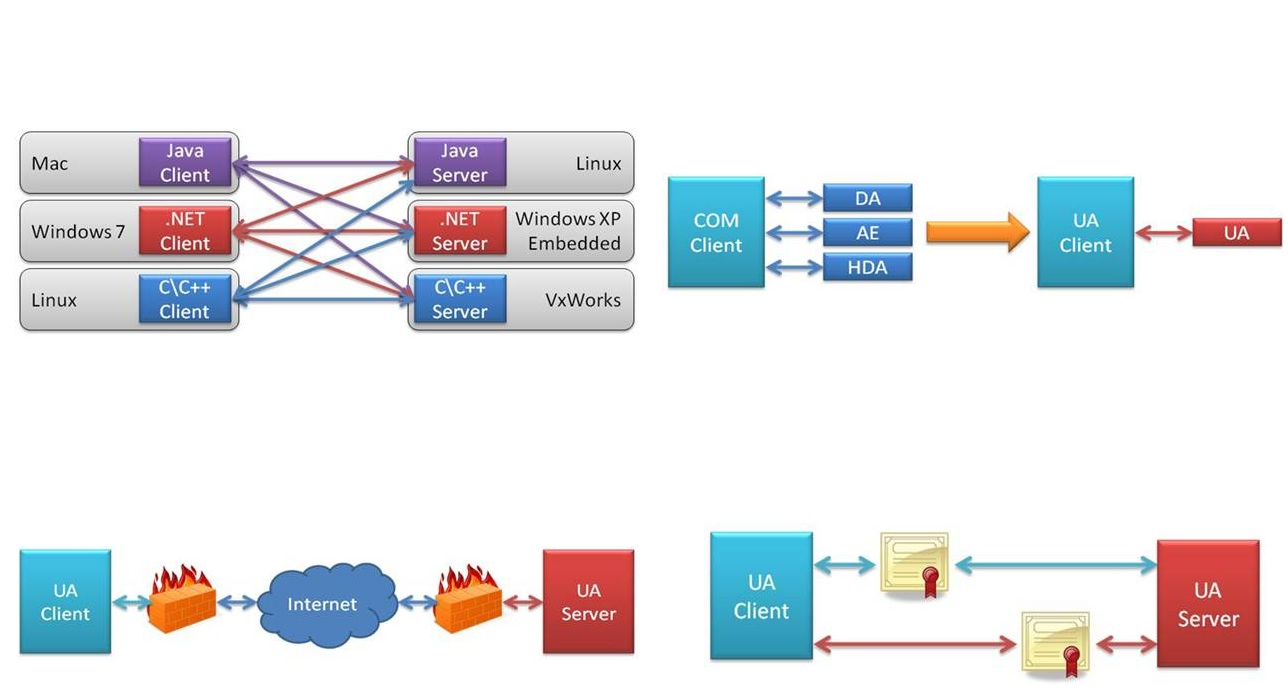 Mac
Java
Client
Java
Server
Linux
Windows 7
.NET
Client
.NET
Server
Windows XP
Embedded
Linux
C\C++
Client
C\C++
Server
VxWorks
COM
Client
DA
AE
HDA
UA
Client
UA
UA
Client
Internet
UA
Server
UA
Client
UA
Server